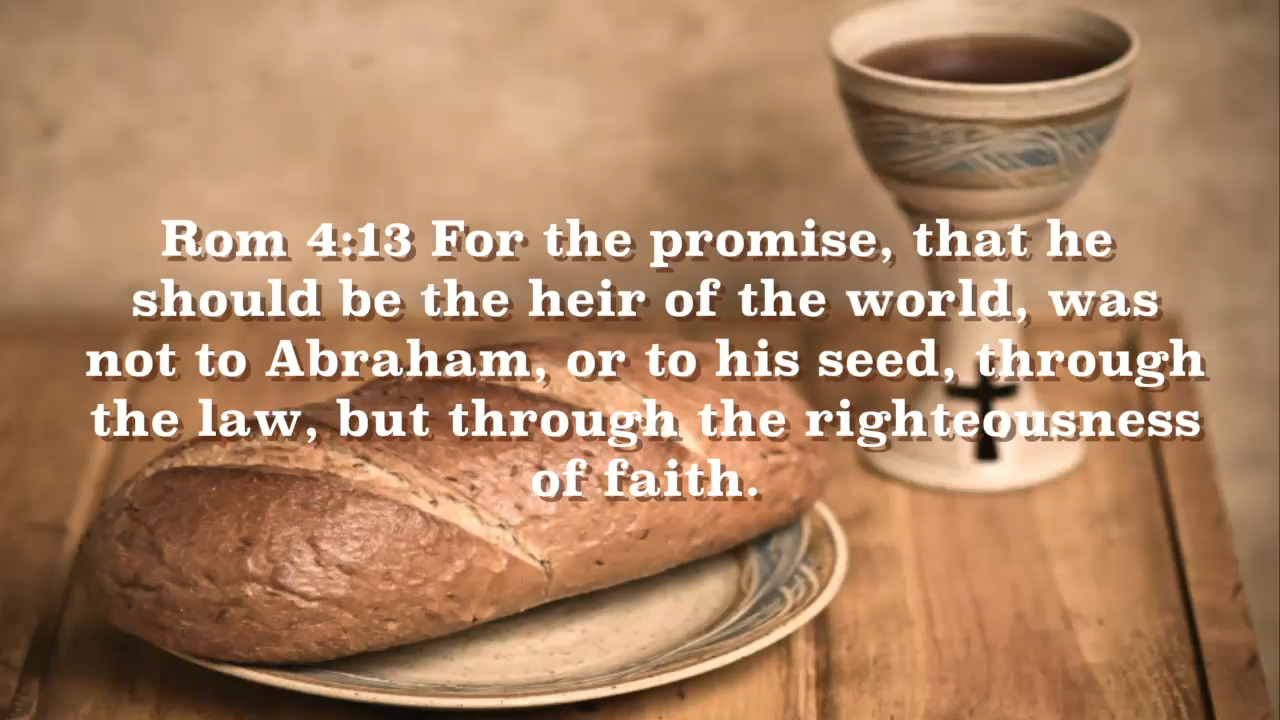 Rom 4:13 For the promise, that he
should be the heir of the world, was
not to Abraham, or to his seed, through
the law, but through the righteousness
of faith.